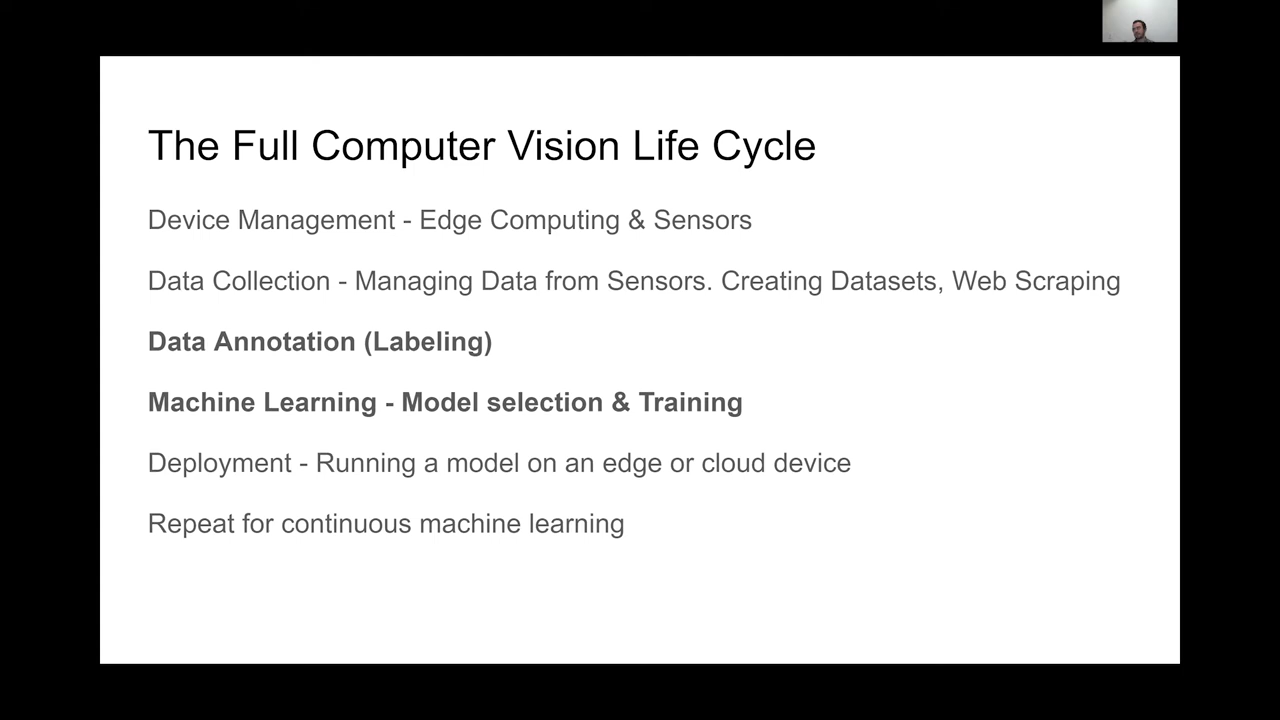 The Full Computer Vision Life Cycle
Device Management - Edge Computing & Sensors
Data Collection - Managing Data from Sensors. Creating Datasets, Web Scraping
Data Annotation (Labeling)
Machine Learning - Model selection & Training
Deployment - Running a model on an edge or cloud device
Repeat for continuous machine learning